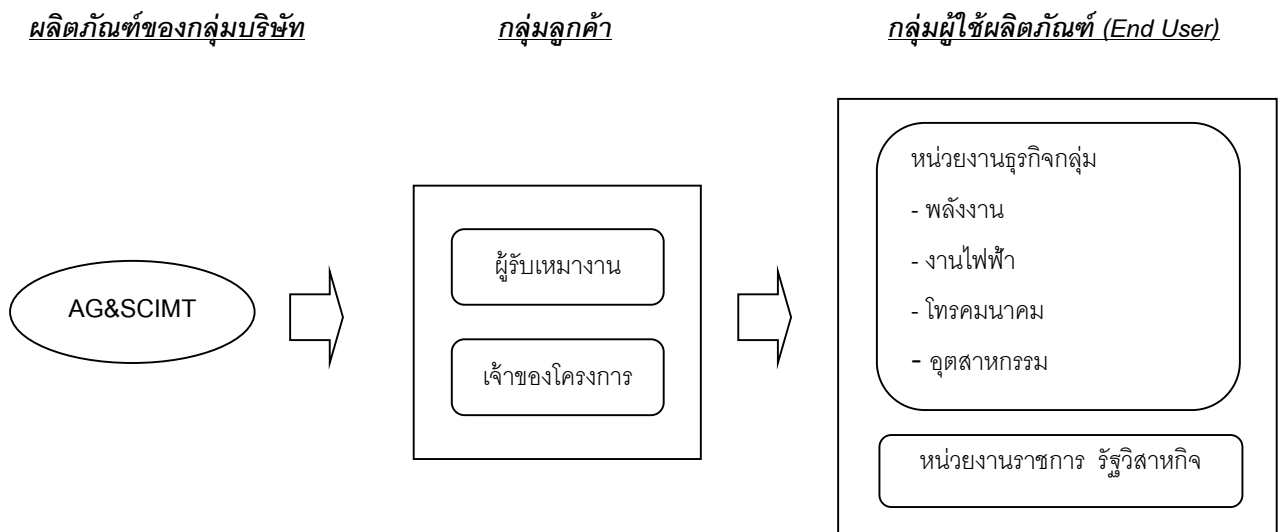 ผลิตภัณฑ์ของกลุ่มบริษัท
กลุ่มลูกค้า
กลุ่มผู้ใช้ผลิตภัณฑ์ (End User)
AG&SCIMT
ผู้รับเหมางาน
เจ้าของโครงการ
หน่วยงานธุรกิจกลุ่ม
- พลังงาน
- งานไฟฟ้า
- โทรคมนาคม
- อุตสาหกรรม
หน่วยงานราชการ รัฐวิสาหกิจ